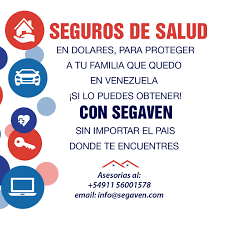 SEGUROS DE SALUD
EN DOLARES, PARA PROTEGER
A TU FAMILIA QUE QUEDO
EN VENEZUELA
¡SI LO PUEDES OBTENER!
CON SEGAVEN
SIN IMPORTAR EL PAIS
DONDE TE ENCUENTRES
Asesorias al:
+54911 56001578
email: info@segaven.com